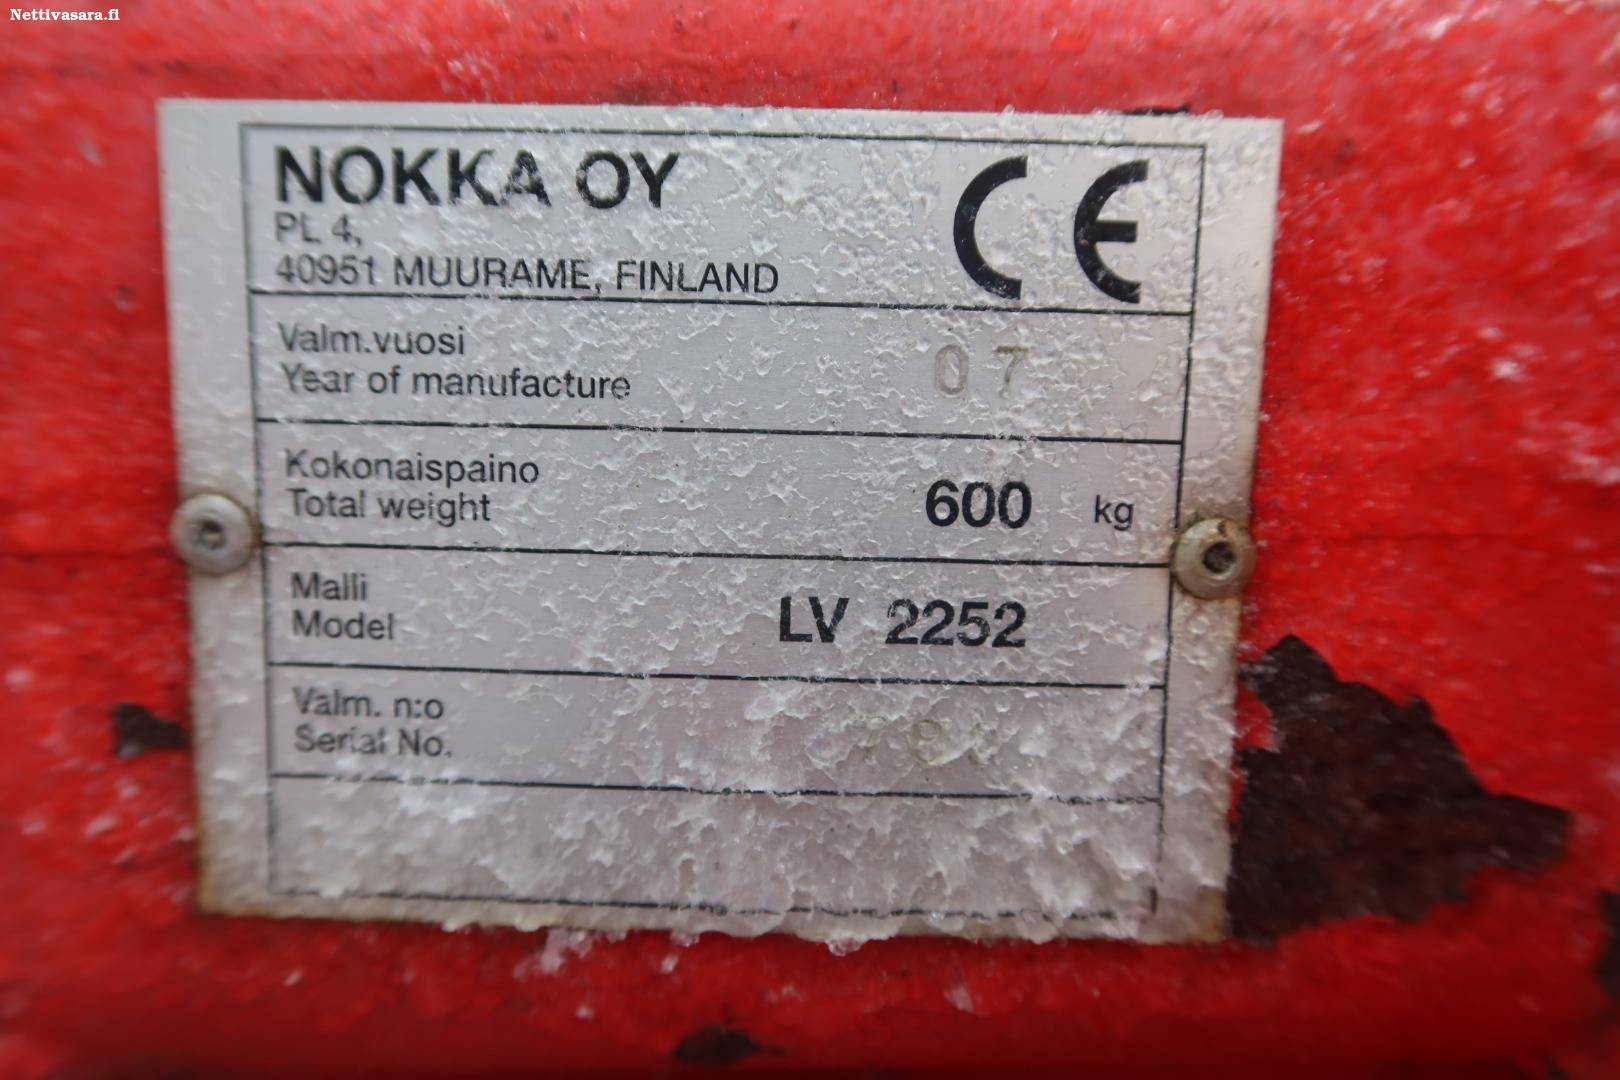 Nettivasara.fi
NOKKA OY
PL 4,
40951 MUURAME, FINLAND
CE
Valm.vuosi
Year of manufacture 07
Kokonaispaino
Total weight 600 kg
Malli
Model LV 2252
Valm. n:o
Serial No.